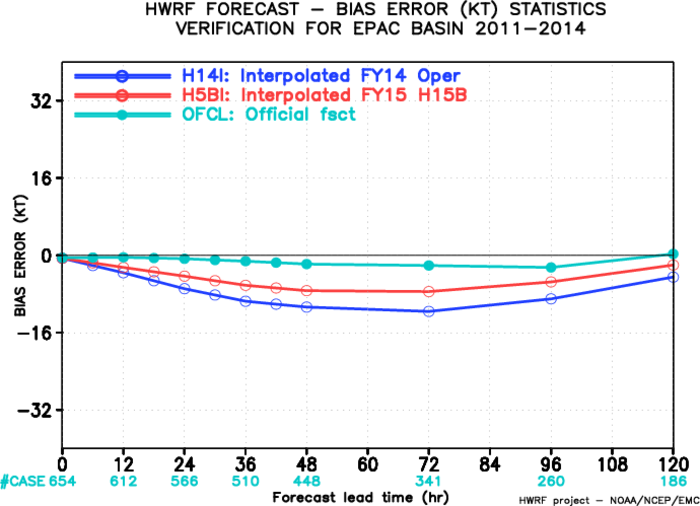 HWRF FORECAST – BIAS ERROR (KT) STATISTICS
VERIFICATION FOR EPAC BASIN 2011–2014
H14I: Interpolated FY14 Oper
H5BI: Interpolated FY15 H15B
OFCL: Official fsct
BIAS ERROR (KT)
32
16
0
−16
−32
0 12 24 36 48 60 72 84 96 108 120
#CASE 654 612 566 510 448 341 260 186
Forecast lead time (hr)
HWRF project – NOAA/NCEP/EMC